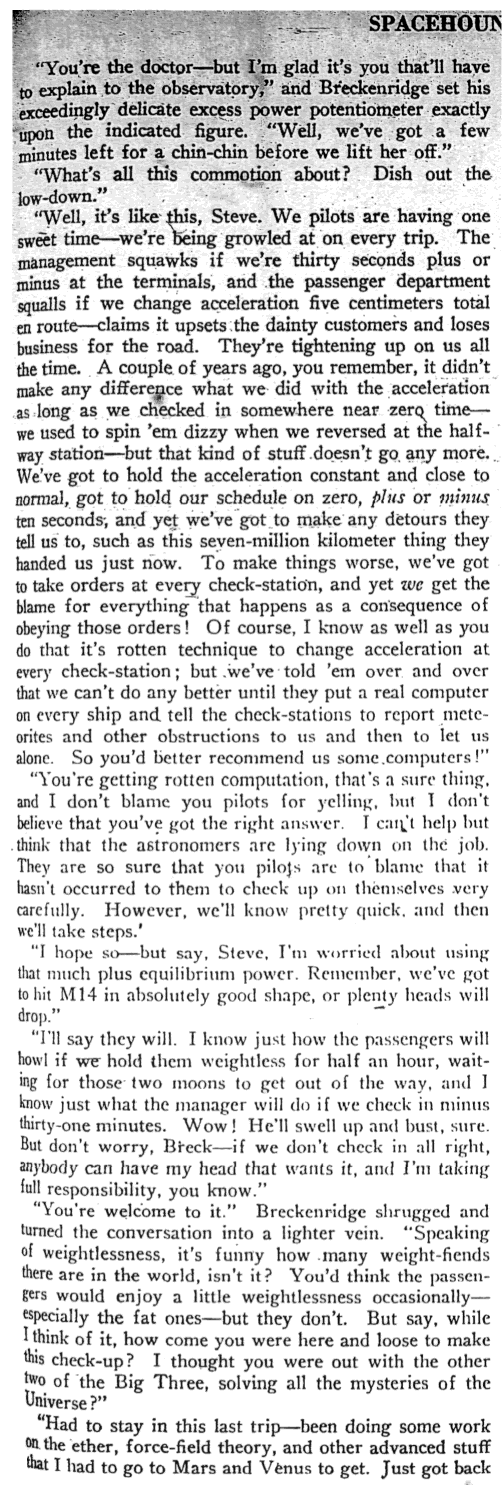 SPACEHOUN
"You're the doctor—but I'm glad it's you that'll have
to explain to the observatory," and Breckenridge set his
exceedingly delicate excess power potentiometer exactly
upon the indicated figure. "Well, we've got a few
minutes left for a chin-chin before we lift her off."
"What's all this commotion about? Dish out the
low-down."
"Well, it's like this, Steve. We pilots are having one
sweet time—we're being growled at on every trip. The
management squawks if we're thirty seconds plus or
minus at the terminals, and the passenger department
squalls if we change acceleration five centimeters total
en route—claims it upsets the dainty customers and loses
business for the road. They're tightening up on us all
the time. A couple of years ago, you remember, it didn't
make any difference what we did with the acceleration
as long as we checked in somewhere near zero time—
we used to spin 'em dizzy when we reversed at the half-
way station—but that kind of stuff doesn't go any more.
We've got to hold the acceleration constant and close to
normal, got to hold our schedule on zero, plus or minus
ten seconds, and yet we've got to make any detours they
tell us to, such as this seven-million kilometer thing they
handed us just now. To make things worse, we've got
to take orders at every check-station, and yet we get the
blame for everything that happens as a consequence of
obeying those orders! Of course, I know as well as you
do that it's rotten technique to change acceleration at
every check-station; but we've told 'em over and over
that we can't do any better until they put a real computer
on every ship and tell the check-stations to report mete-
orites and other obstructions to us and then to let us
alone. So you'd better recommend us some computers!"
"You're getting rotten computation, that's a sure thing,
and I don't blame you pilots for yelling, but I don't
believe that you've got the right answer. I can't help but
think that the astronomers are lying down on the job.
They are so sure that you pilots are to blame that it
hasn't occurred to them to check up on themselves very
carefully. However, we'll know pretty quick, and then
we'll take steps.'
"I hope so—but say, Steve, I'm worried about using
that much plus equilibrium power. Remember, we've got
to hit M14 in absolutely good shape, or plenty heads will
drop."
"I'll say they will. I know just how the passengers will
howl if we hold them weightless for half an hour, wait-
ing for those two moons to get out of the way, and I
know just what the manager will do if we check in minus
thirty-one minutes. Wow! He'll swell up and bust, sure.
But don't worry, Breck—if we don't check in all right,
anybody can have my head that wants it, and I'm taking
full responsibility, you know."
"You're welcome to it." Breckenridge shrugged and
turned the conversation into a lighter vein. "Speaking
of weightlessness, it's funny how many weight-fiends
there are in the world, isn't it? You'd think the passen-
gers would enjoy a little weightlessness occasionally—
especially the fat ones—but they don't. But say, while
I think of it, how come you were here and loose to make
this check-up? I thought you were out with the other
two of the Big Three, solving all the mysteries of the
Universe?"
"Had to stay in this last trip—been doing some work
on the ether, force-field theory, and other advanced stuff
that I had to go to Mars and Venus to get. Just got back